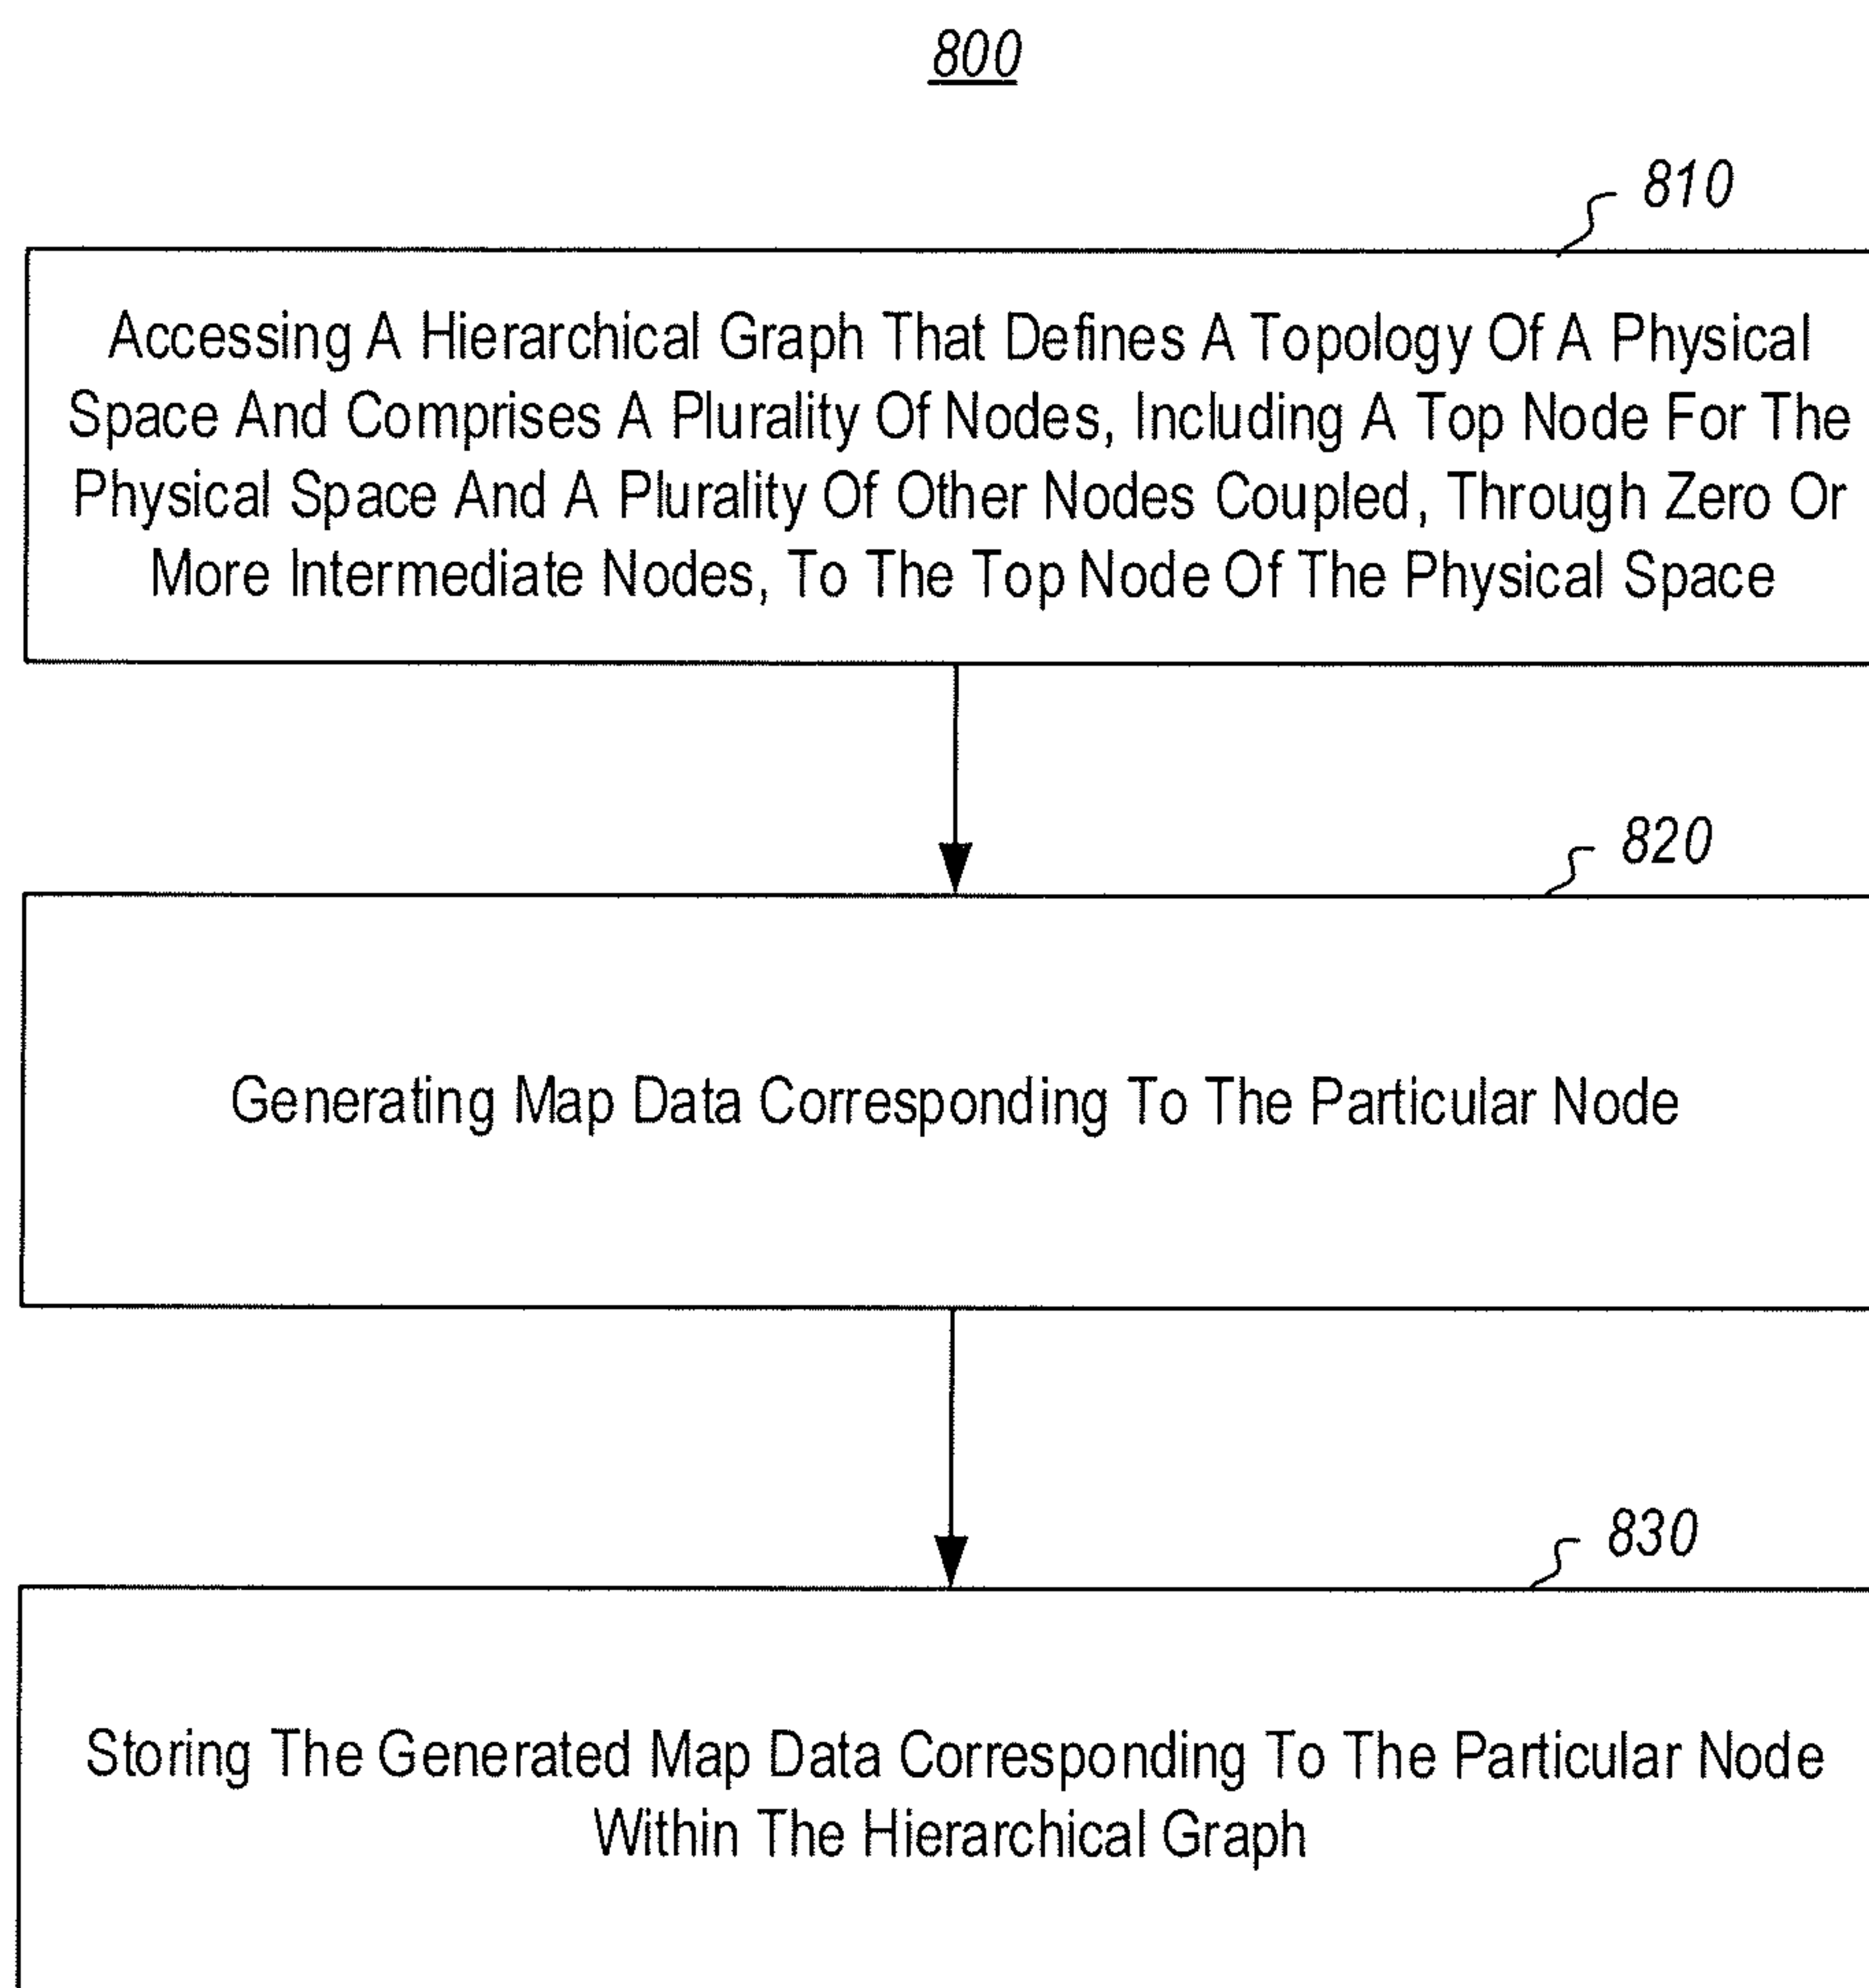 800
810
Accessing A Hierarchical Graph That Defines A Topology Of A Physical
Space And Comprises A Plurality Of Nodes, Including A Top Node For The
Physical Space And A Plurality Of Other Nodes Coupled, Through Zero Or
More Intermediate Nodes, To The Top Node Of The Physical Space
820
Generating Map Data Corresponding To The Particular Node
830
Storing The Generated Map Data Corresponding To The Particular Node
Within The Hierarchical Graph